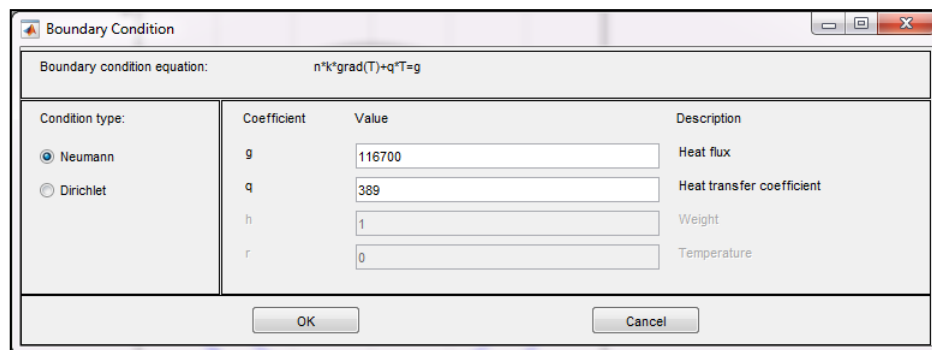 Boundary Condition
Boundary condition equation: n*k*grad(T)+q*T=g
Condition type:
Neumann
Dirichlet
Coefficient Value Description
g 116700 Heat flux
q 389 Heat transfer coefficient
h 1 Weight
r 0 Temperature
OK Cancel